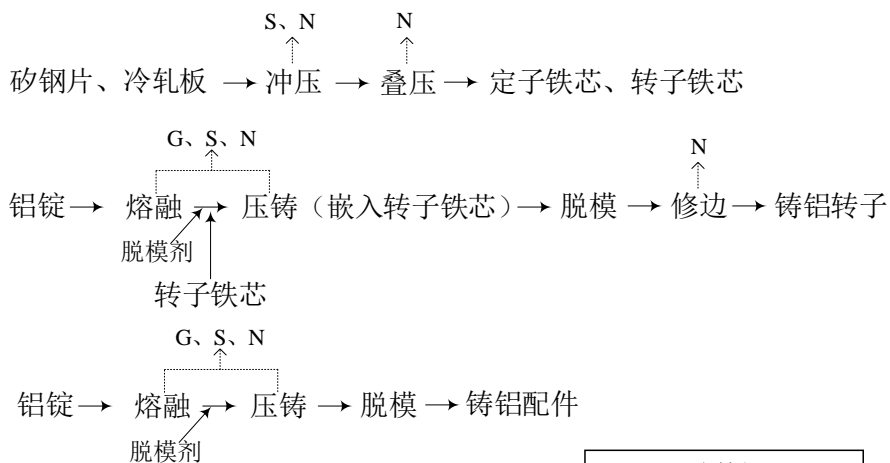 S、N N
矽钢片、冷轧板 → 冲压 → 叠压 → 定子铁芯、转子铁芯
G、S、N N
铝锭 → 熔融 → 压铸（嵌入转子铁芯）→ 脱模 → 修边 → 铸铝转子
脱模剂
转子铁芯
G、S、N
铝锭 → 熔融 → 压铸 → 脱模 → 铸铝配件
脱模剂